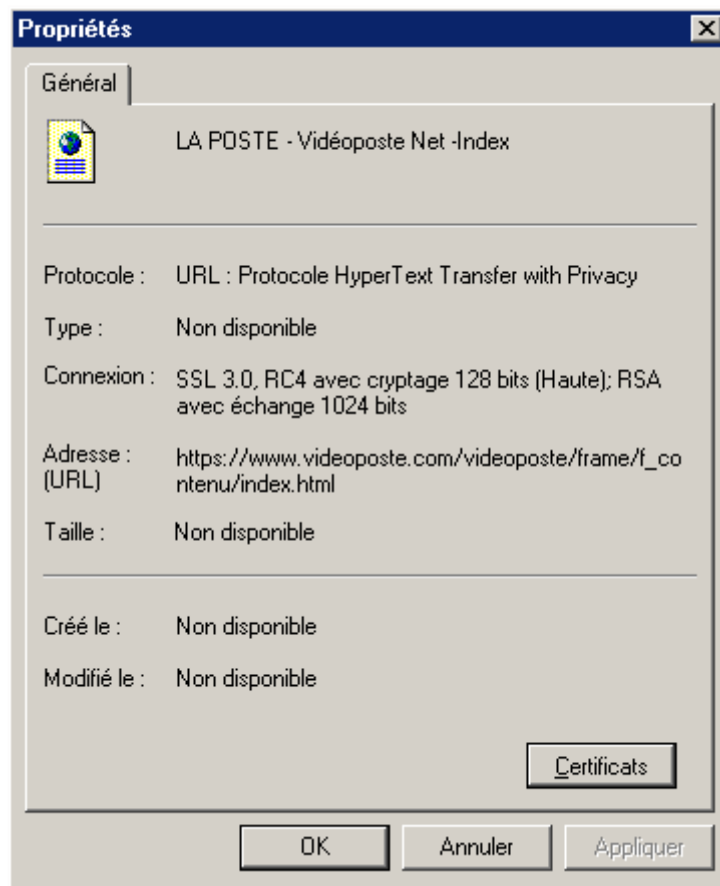 Propriétés
Général
LA POSTE - Vidéoposte Net -Index
Protocole : URL : Protocole HyperText Transfer with Privacy
Type : Non disponible
Connexion : SSL 3.0, RC4 avec cryptage 128 bits (Haute); RSA
avec échange 1024 bits
Adresse : https://www.videoposte.com/videoposte/frame/f_co
(URL) ntenu/index.html
Taille : Non disponible
Créé le : Non disponible
Modifié le : Non disponible
Certificats
OK Annuler Appliquer